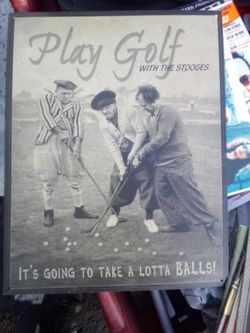 Play Golf
WITH THE STOOGES
IT'S GOING TO TAKE A LOTTA BALLS!